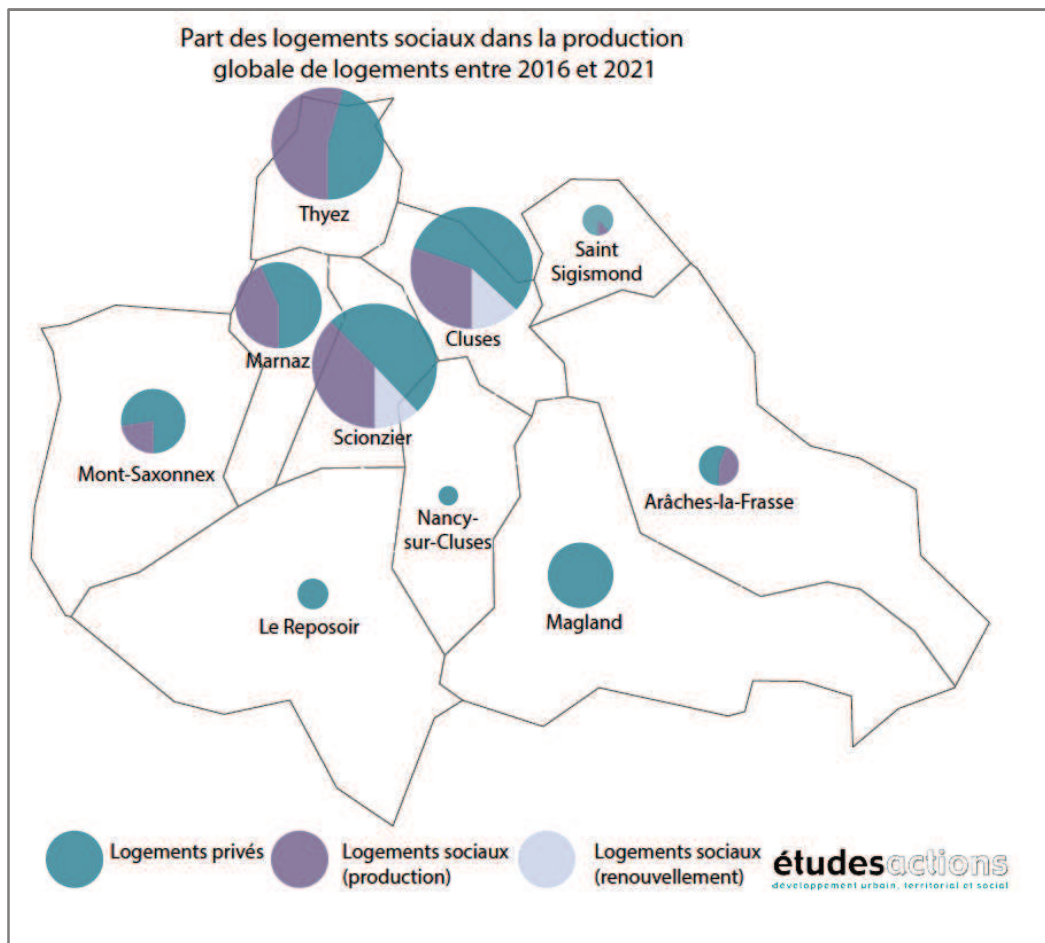 Part des logements sociaux dans la production
globale de logements entre 2016 et 2021
Thyez
Saint
Sigismond
Cluses
Marnaz
Scionzier
Mont-Saxonnex
Arâches-la-Frasse
Nancy-
sur-Cluses
Le Reposoir
Magland
Logements privés
Logements sociaux
(production)
Logements sociaux
(renouvellement)
étudesactions
développement urbain, territorial et social